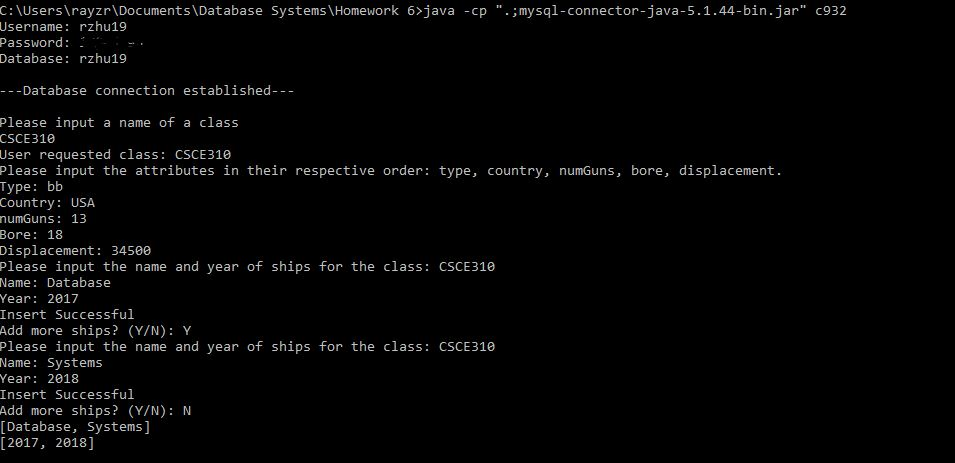 C:\Users\rayzr\Documents\Database Systems\Homework 6>java -cp ".;mysql-connector-java-5.1.44-bin.jar" c932
Username: rzhu19
Password:
Database: rzhu19
---Database connection established---
Please input a name of a class
CSCE310
User requested class: CSCE310
Please input the attributes in their respective order: type, country, numGuns, bore, displacement.
Type: bb
Country: USA
numGuns: 13
Bore: 18
Displacement: 34500
Please input the name and year of ships for the class: CSCE310
Name: Database
Year: 2017
Insert Successful
Add more ships? (Y/N): Y
Please input the name and year of ships for the class: CSCE310
Name: Systems
Year: 2018
Insert Successful
Add more ships? (Y/N): N
[Database, Systems]
[2017, 2018]